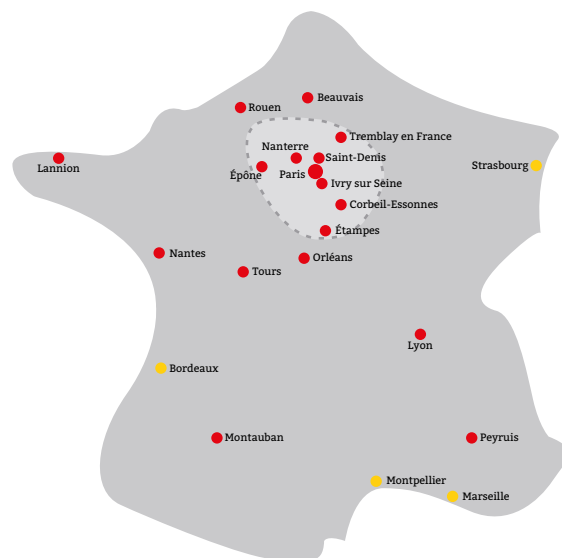 Beauvais
Rouen
Tremblay en France
Nanterre
Saint-Denis
Lannion
Strasbourg
Épône
Paris
Ivry sur Seine
Corbeil-Essonnes
Étampes
Nantes
Orléans
Tours
Lyon
Bordeaux
Montauban
Peyruis
Montpellier
Marseille